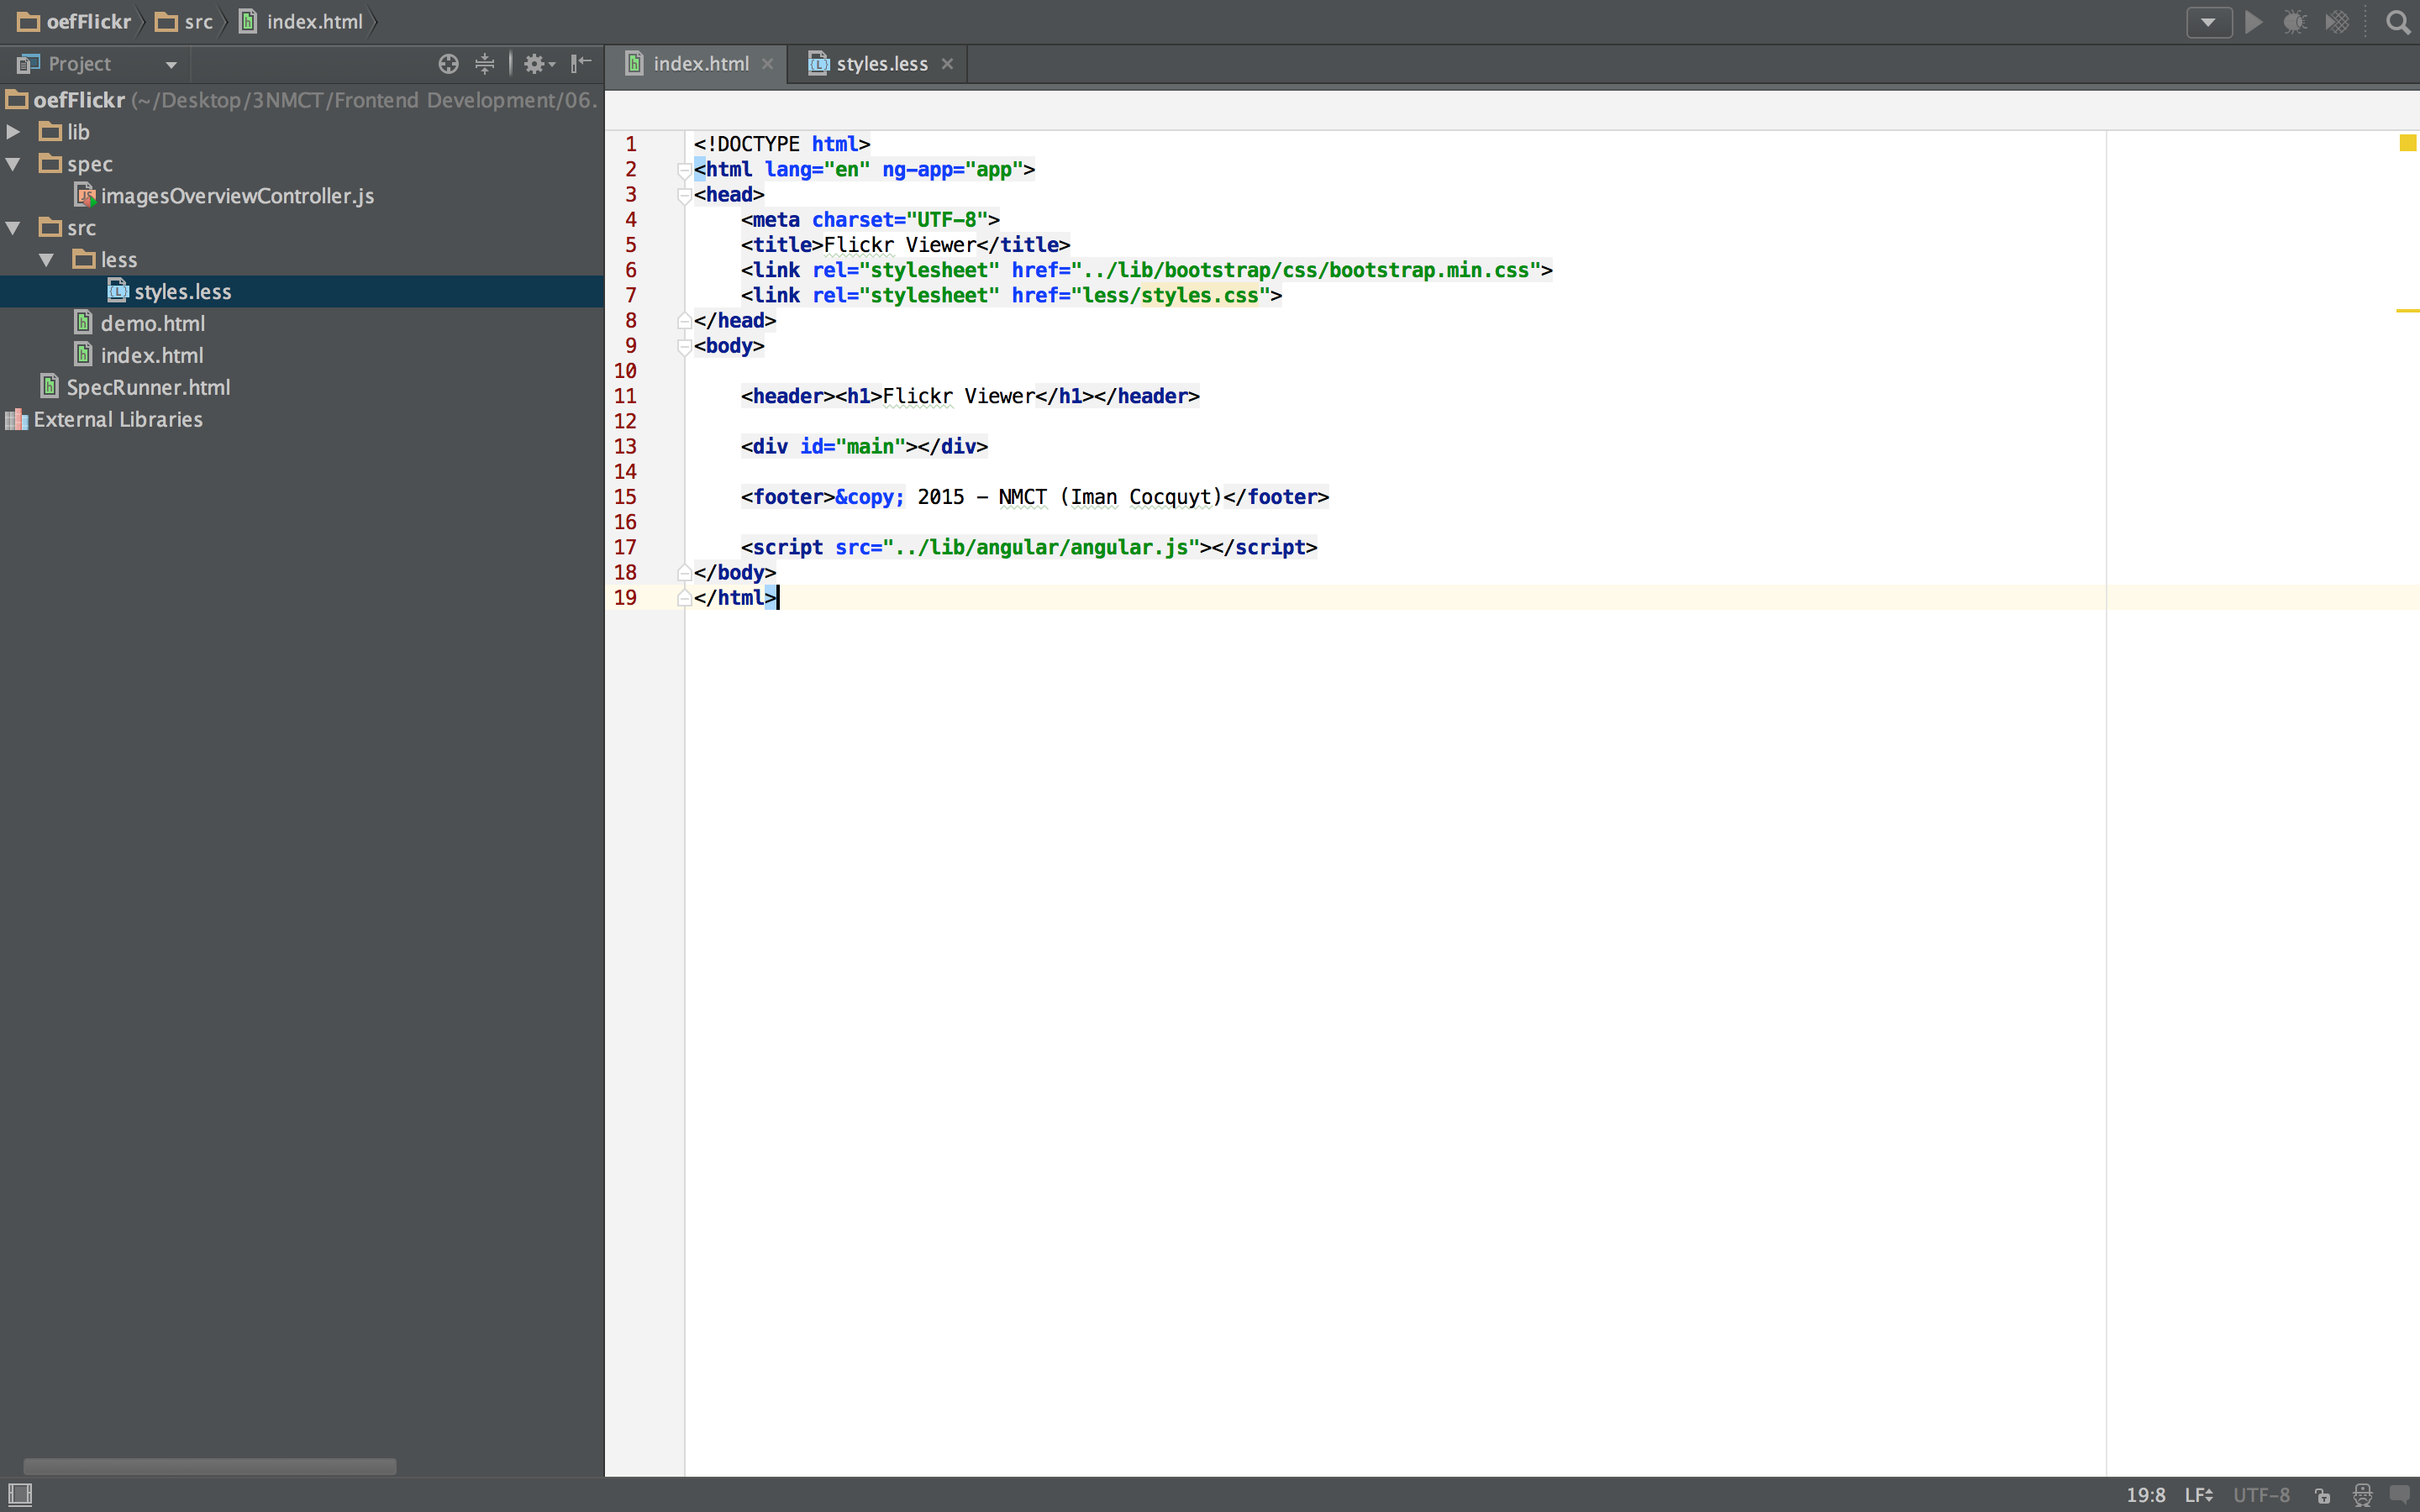 oefFlickr src index.html
Project
index.html styles.less
oefFlickr (~/Desktop/3NMCT/Frontend Development/06.
lib
spec
imagesOverviewController.js
src
less
styles.less
demo.html
index.html
SpecRunner.html
External Libraries
1 <!DOCTYPE html>
2 <html lang="en" ng-app="app">
3 <head>
4 <meta charset="UTF-8">
5 <title>Flickr Viewer</title>
6 <link rel="stylesheet" href="../lib/bootstrap/css/bootstrap.min.css">
7 <link rel="stylesheet" href="less/styles.css">
8 </head>
9 <body>
10
11 <header><h1>Flickr Viewer</h1></header>
12
13 <div id="main"></div>
14
15 <footer>&copy; 2015 - NMCT (Iman Cocquyt)</footer>
16
17 <script src="../lib/angular/angular.js"></script>
18 </body>
19 </html>
19:8 LF UTF-8